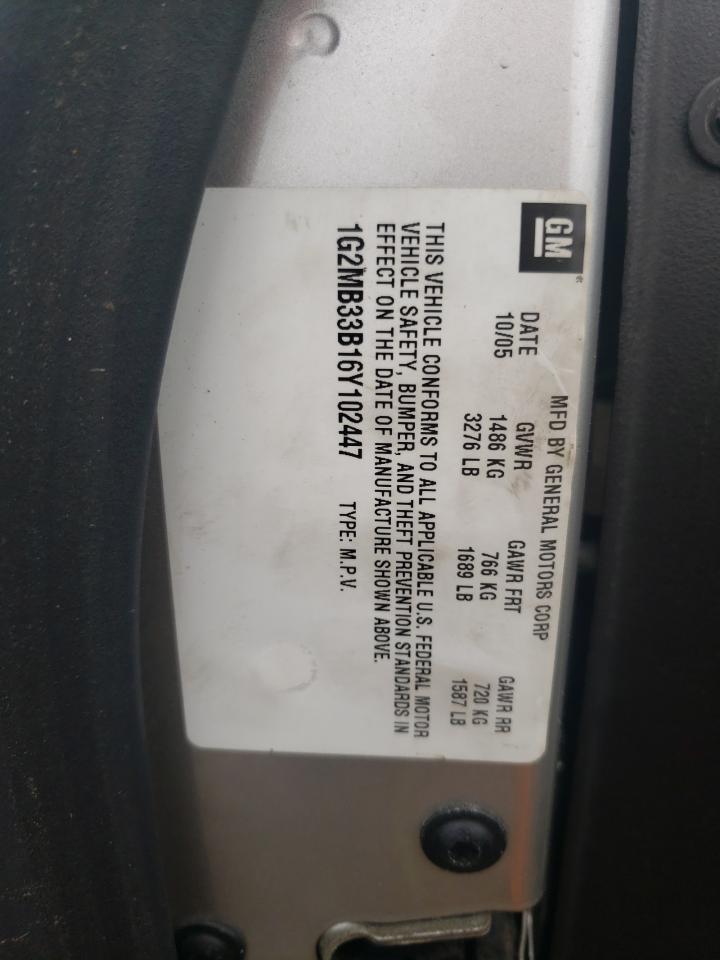 GM
MFD BY GENERAL MOTORS CORP
DATE GVWR GAWR FRT GAWR RR
10/05 1486 KG 766 KG 720 KG
3276 LB 1689 LB 1587 LB
THIS VEHICLE CONFORMS TO ALL APPLICABLE U.S. FEDERAL MOTOR
VEHICLE SAFETY, BUMPER, AND THEFT PREVENTION STANDARDS IN
EFFECT ON THE DATE OF MANUFACTURE SHOWN ABOVE.
1G2MB33B16Y102447 TYPE: M.P.V.